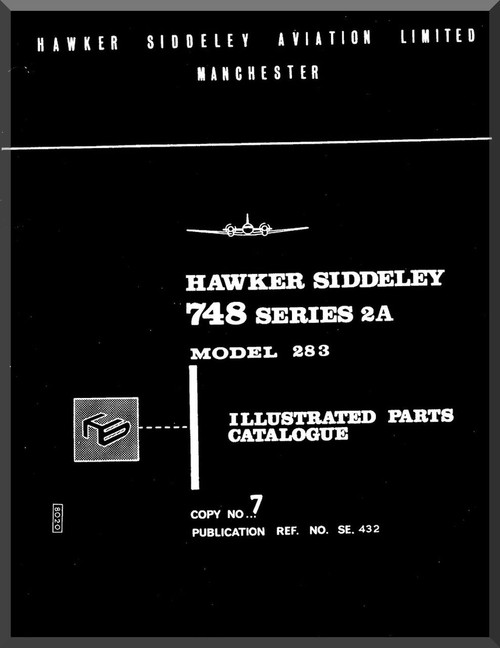 HAWKER SIDDELEY AVIATION LIMITED
MANCHESTER
HAWKER SIDDELEY
748 SERIES 2A
MODEL 283
ILLUSTRATED PARTS
CATALOGUE
COPY NO...7
PUBLICATION REF. NO. SE. 432
8020